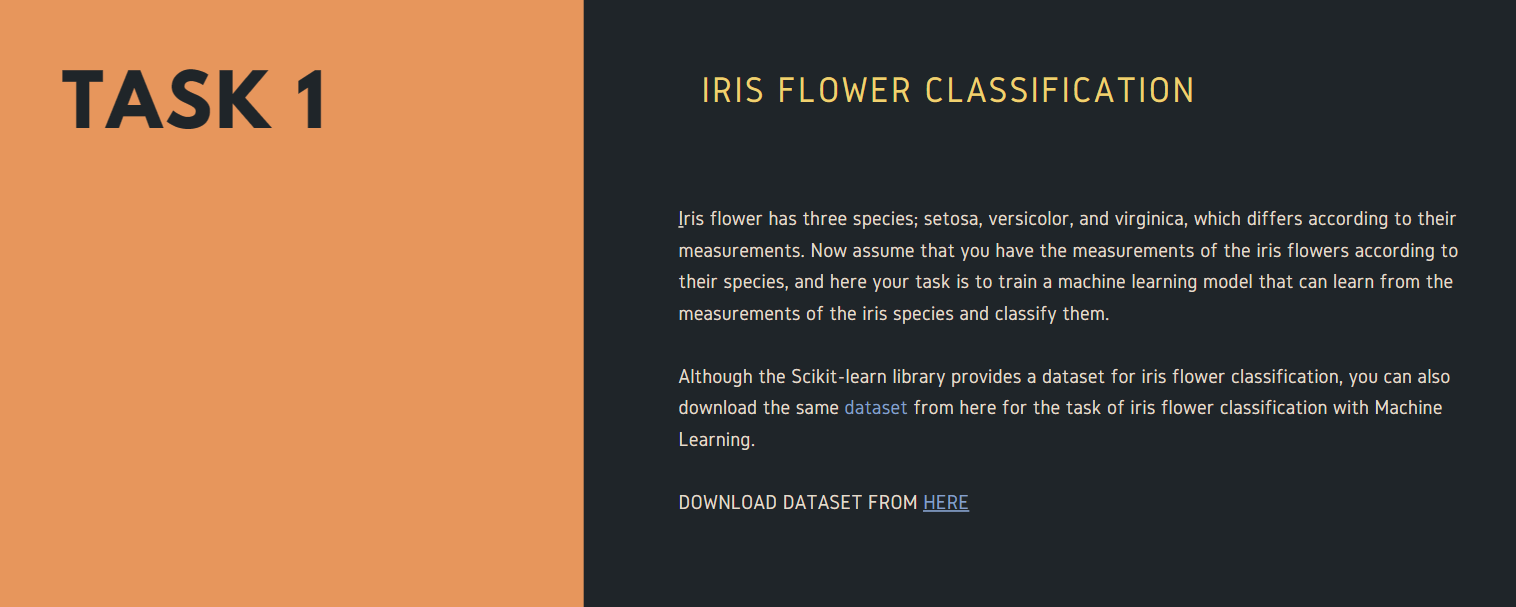 TASK 1
IRIS FLOWER CLASSIFICATION
Iris flower has three species; setosa, versicolor, and virginica, which differs according to their
measurements. Now assume that you have the measurements of the iris flowers according to
their species, and here your task is to train a machine learning model that can learn from the
measurements of the iris species and classify them.
Although the Scikit-learn library provides a dataset for iris flower classification, you can also
download the same dataset from here for the task of iris flower classification with Machine
Learning.
DOWNLOAD DATASET FROM HERE